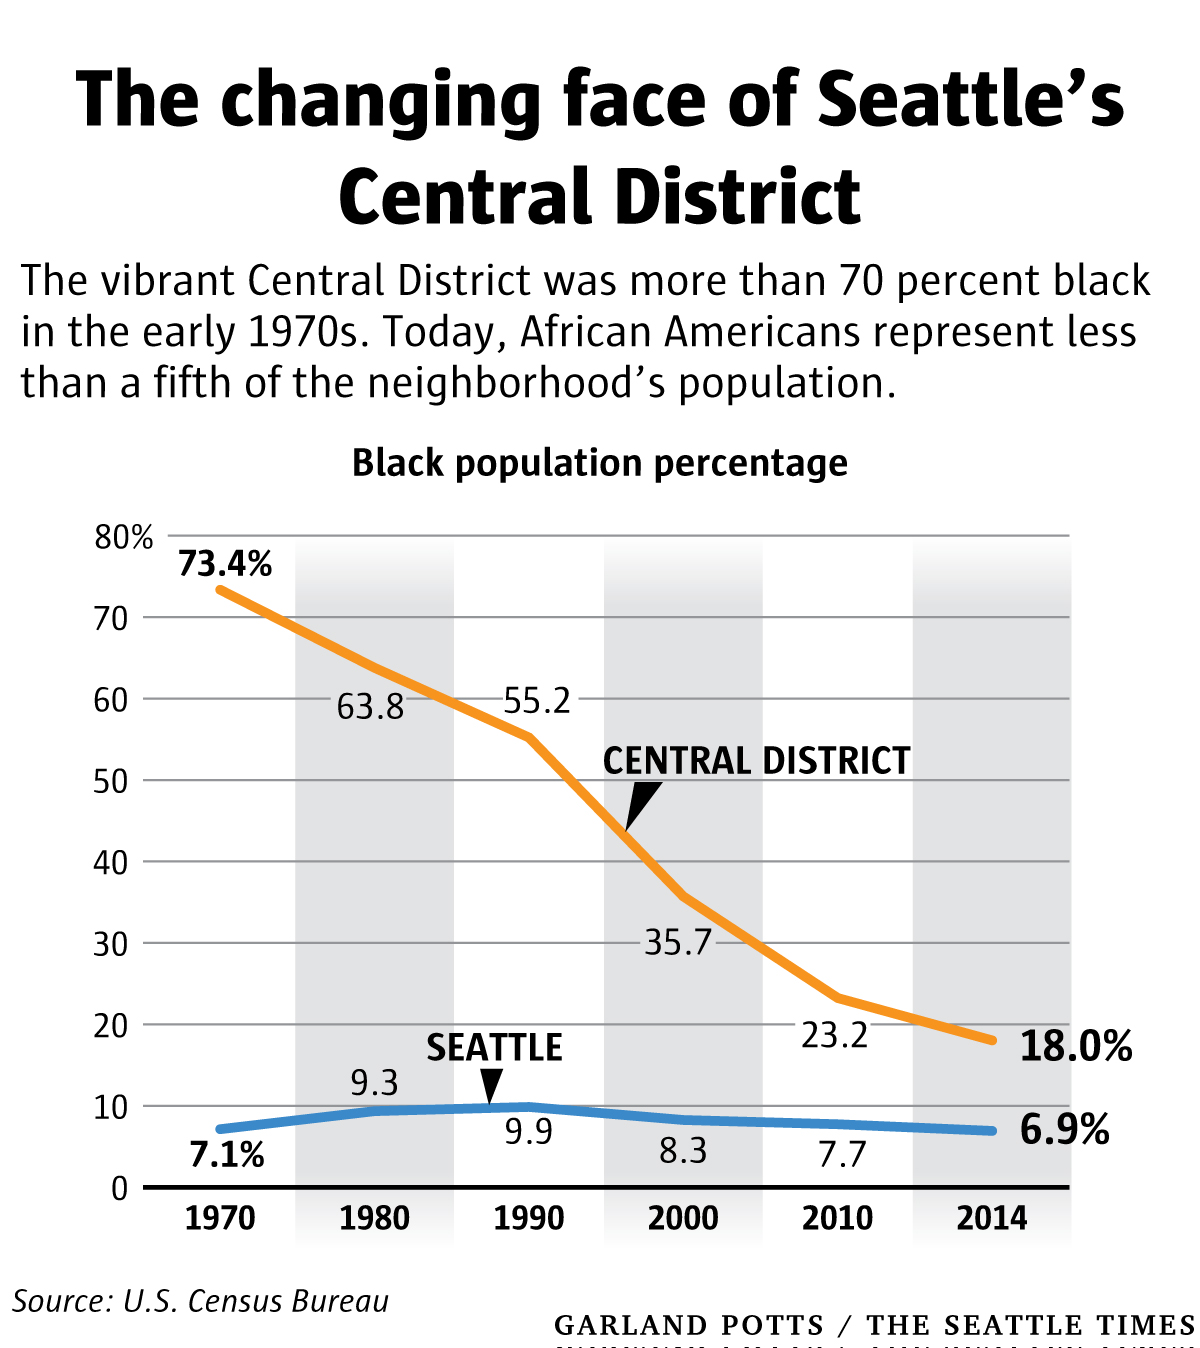 The changing face of Seattle's
Central District
The vibrant Central District was more than 70 percent black
in the early 1970s. Today, African Americans represent less
than a fifth of the neighborhood's population.
Black population percentage
80%
73.4%
70
60
63.8
55.2
CENTRAL DISTRICT
50
40
30
35.7
20
23.2
18.0%
SEATTLE
9.3
10
9.9
6.9%
7.1%
8.3
7.7
0
1970 1980 1990 2000 2010 2014
Source: U.S. Census Bureau
GARLAND POTTS / THE SEATTLE TIMES